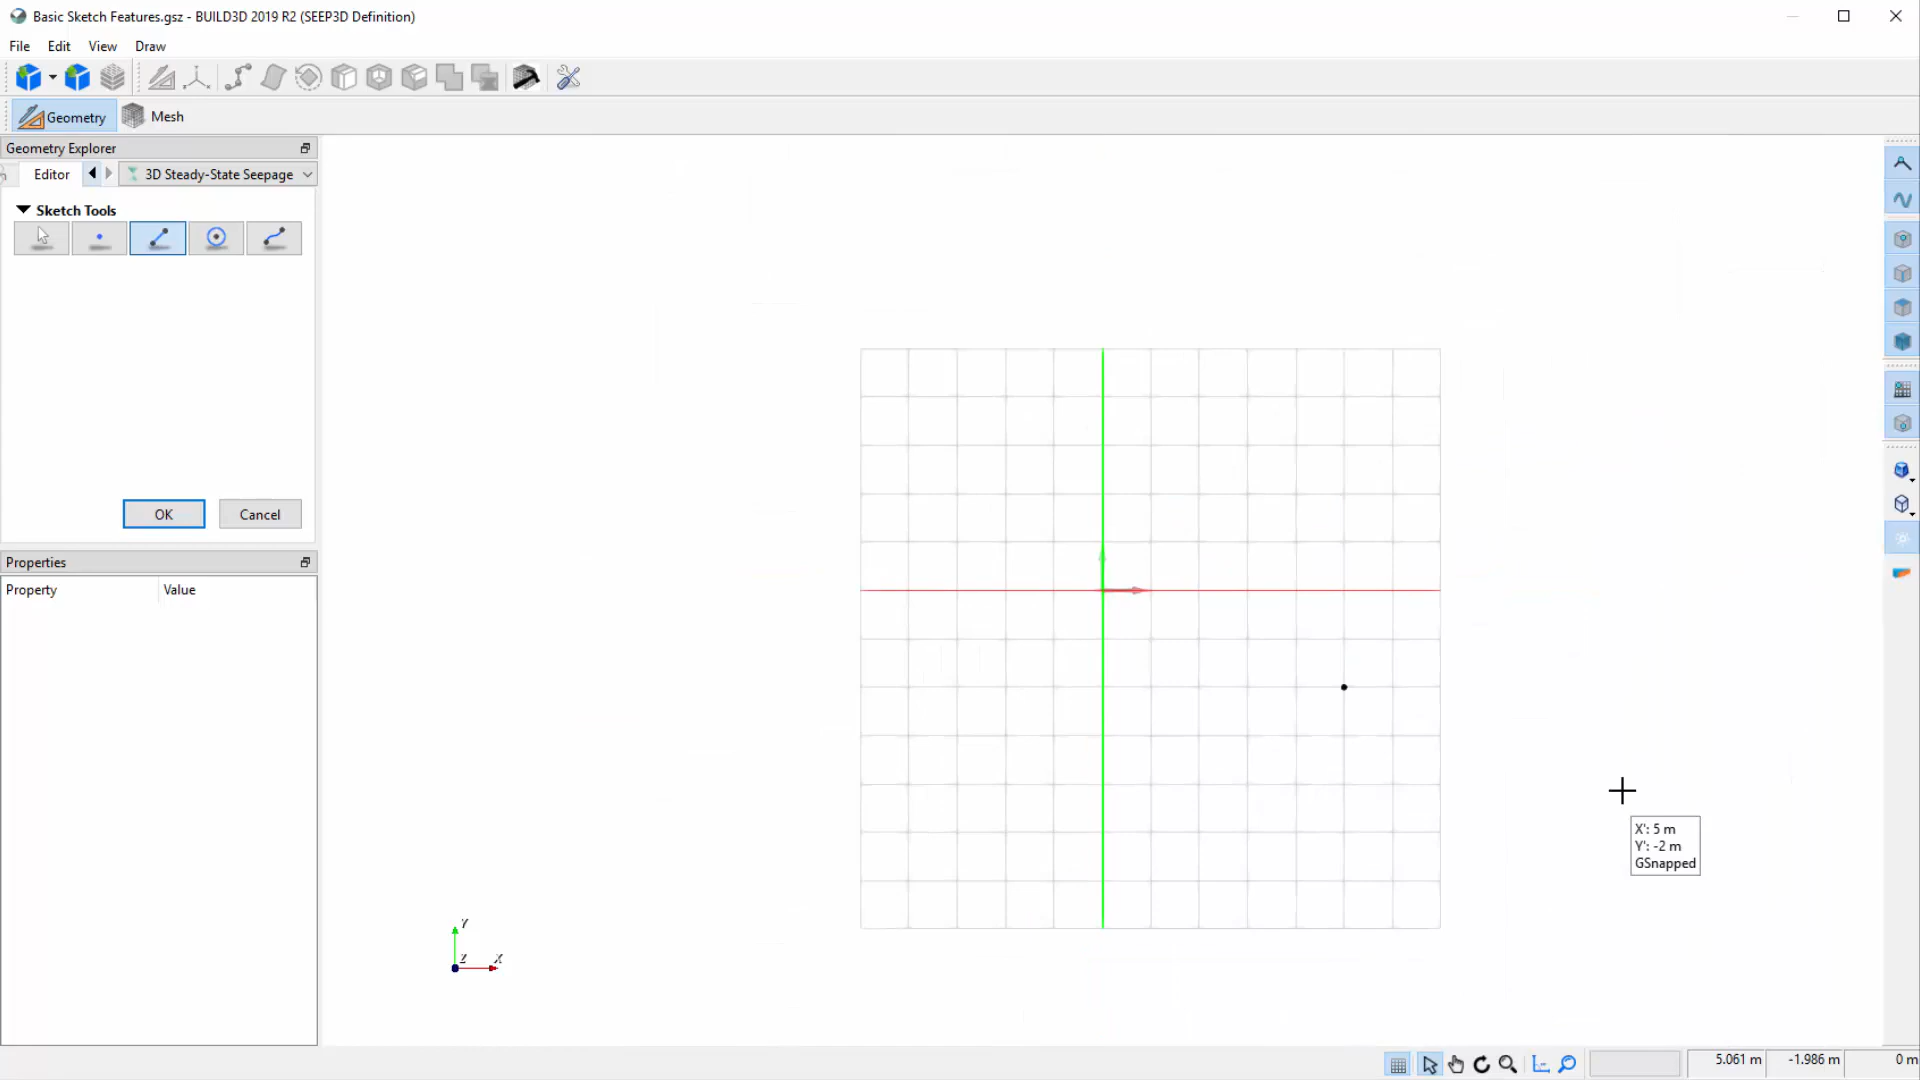 Basic Sketch Features.gsz - BUILD3D 2019 R2 (SEEP3D Definition)
File Edit View Draw
Geometry Mesh
Geometry Explorer
Editor 3D Steady-State Seepage
Sketch Tools
OK Cancel
Properties
Property Value
X': 5 m
Y': -2 m
GSnapped
Y
Z X
5.061 m -1.986 m 0 m